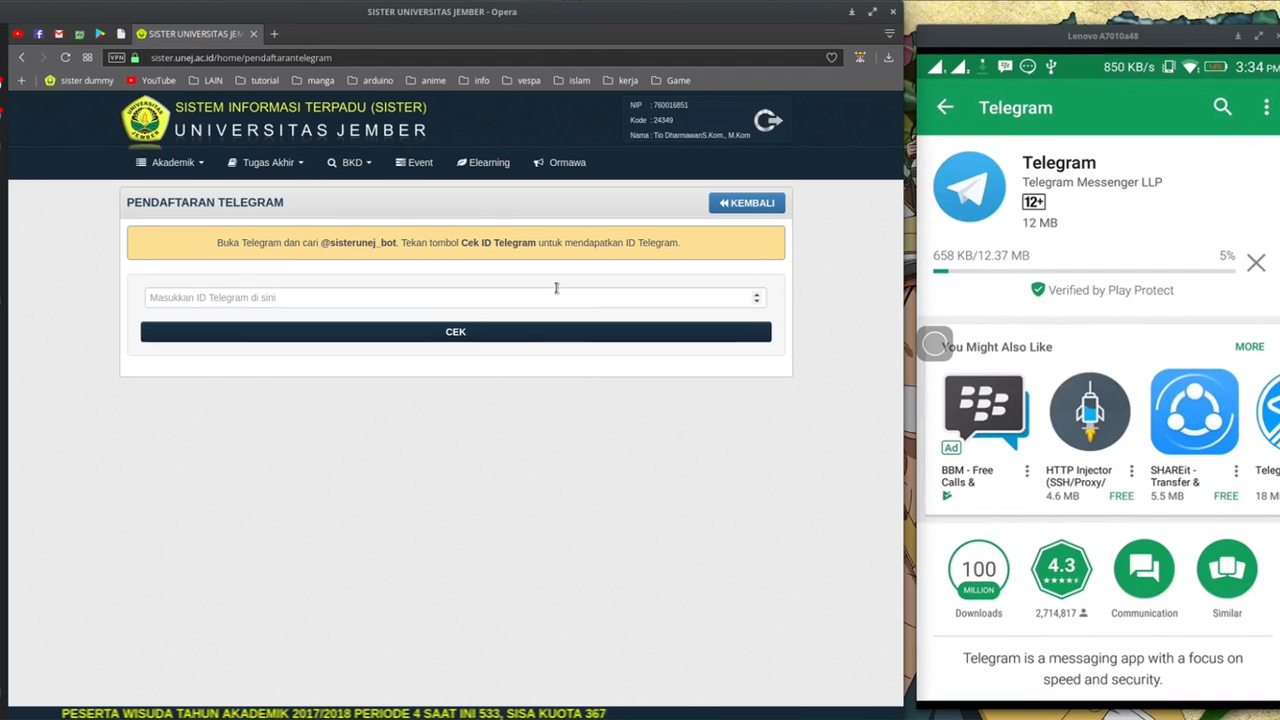 SISTER UNIVERSITAS JEMBER - Opera
SISTER UNIVERSITAS JEM
VPN
sister.unej.ac.id/home/pendaftarantelegram
sister dummy
YouTube
LAIN
tutorial
manga
arduino
anime
info
vespa
islam
kerja
Game
SISTEM INFORMASI TERPADU (SISTER)
UNIVERSITAS JEMBER
NIP : 760016851
Kode : 24349
Nama : Tio DharmawanS.Kom., M.Kom
Akademik
Tugas Akhir
BKD
Event
Elearning
Ormawa
PENDAFTARAN TELEGRAM
KEMBALI
Buka Telegram dan cari @sisterunej_bot. Tekan tombol Cek ID Telegram untuk mendapatkan ID Telegram.
Masukkan ID Telegram di sini
CEK
PESERTA WISUDA TAHUN AKADEMIK 2017/2018 PERIODE 4 SAAT INI 533, SISA KUOTA 367
Lenovo A7010a48
850 KB/s
3:34 PM
Telegram
Telegram
Telegram Messenger LLP
12+
12 MB
658 KB/12.37 MB
5%
Verified by Play Protect
You Might Also Like
MORE
Ad
BBM - Free
Calls &
HTTP Injector
(SSH/Proxy/
4.6 MB FREE
SHAREit -
Transfer &
5.5 MB FREE
Teleg
18 M
100
MILLION
Downloads
4.3
2,714,817
Communication
Similar
Telegram is a messaging app with a focus on
speed and security.